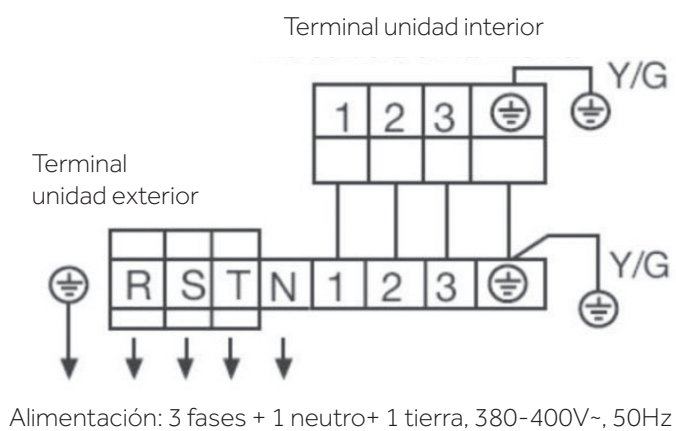 Terminal unidad interior
Y/G
1 2 3
Terminal
unidad exterior
R S T N 1 2 3
Y/G
Alimentación: 3 fases + 1 neutro+ 1 tierra, 380-400V~, 50Hz